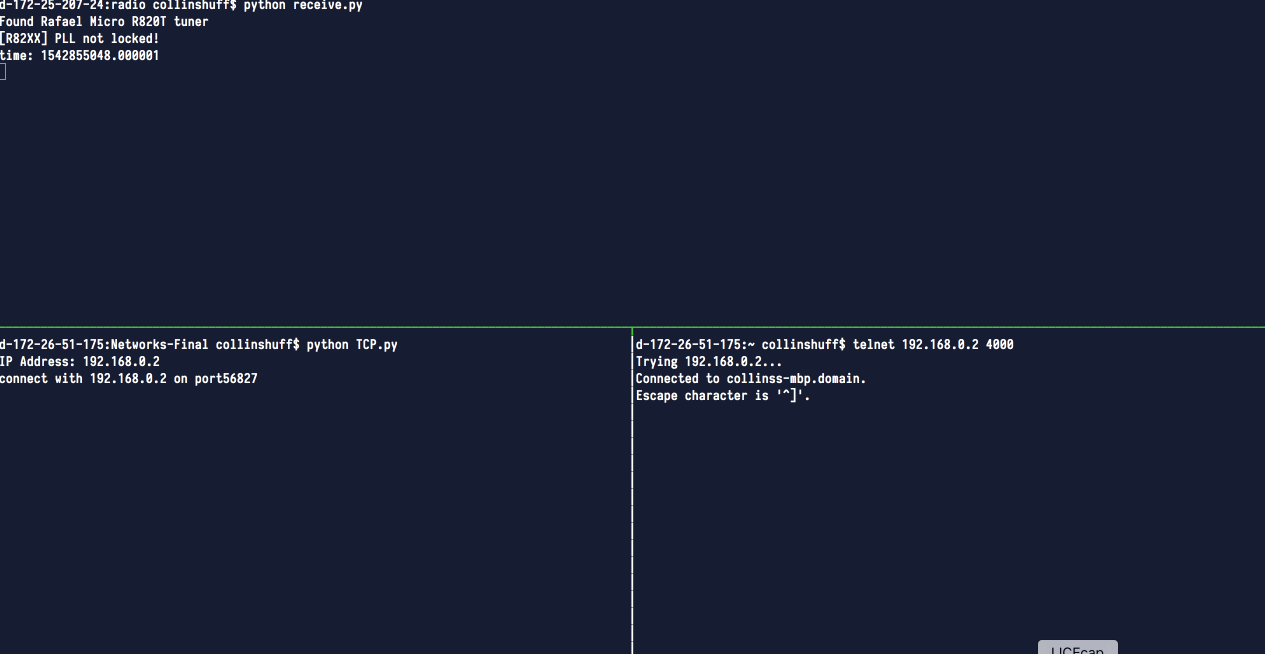 d-172-25-207-24:radio collinshuff$ python receive.py
Found Rafael Micro R820T tuner
[R82XX] PLL not locked!
time: 1542855048.000001
d-172-26-51-175:Networks-Final collinshuff$ python TCP.py
IP Address: 192.168.0.2
connect with 192.168.0.2 on port56827
d-172-26-51-175:~ collinshuff$ telnet 192.168.0.2 4000
Trying 192.168.0.2...
Connected to collinss-mbp.domain.
Escape character is '^]'.
LICEcap